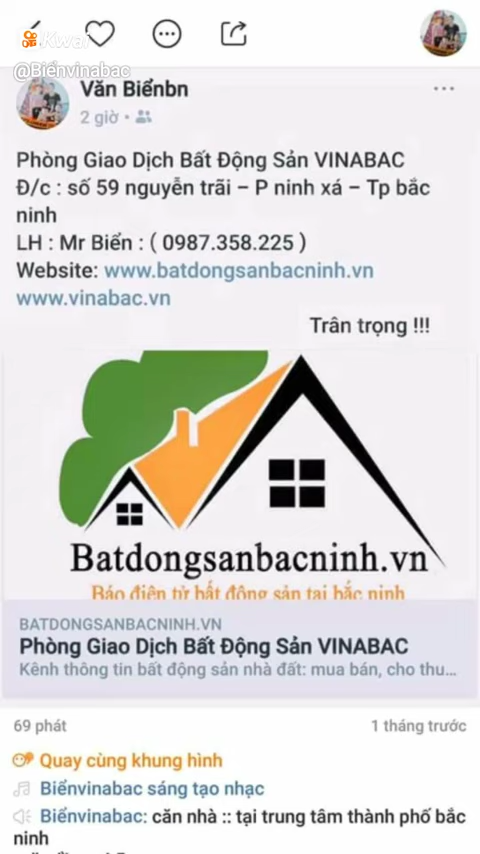 Kwai
@Biểnvinabac
Văn Biểnbn
2 giờ
Phòng Giao Dịch Bất Động Sản VINABAC
Đ/c : số 59 nguyễn trãi – P ninh xá – Tp bắc
ninh
LH : Mr Biển : ( 0987.358.225 )
Website: www.batdongsanbacninh.vn
www.vinabac.vn
Trân trọng !!!
Batdongsanbacninh.vn
Báo điện tử bất động sản tại bắc ninh
BATDONGSANBACNINH.VN
Phòng Giao Dịch Bất Động Sản VINABAC
Kênh thông tin bất động sản nhà đất: mua bán, cho thu...
69 phát
1 tháng trước
Quay cùng khung hình
Biểnvinabac sáng tạo nhạc
Biểnvinabac: căn nhà :: tại trung tâm thành phố bắc
ninh